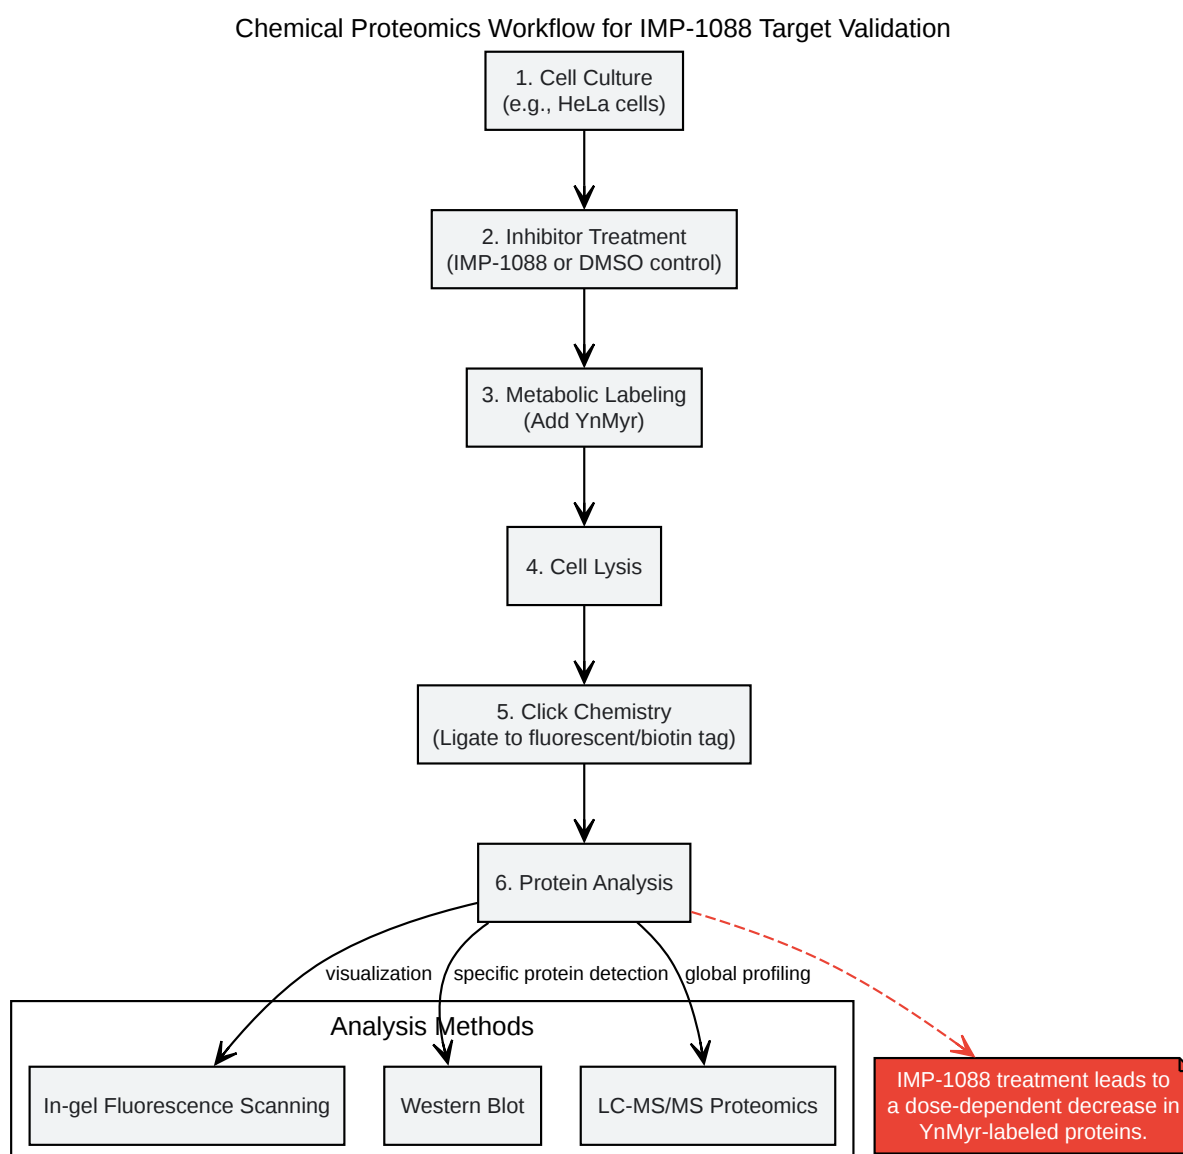 Chemical Proteomics Workflow for IMP-1088 Target Validation
1. Cell Culture
(e.g., HeLa cells)
2. Inhibitor Treatment
(IMP-1088 or DMSO control)
3. Metabolic Labeling
(Add YnMyr)
4. Cell Lysis
5. Click Chemistry
(Ligate to fluorescent/biotin tag)
6. Protein Analysis
visualization
specific protein detection
global profiling
Analysis Methods
In-gel Fluorescence Scanning
Western Blot
LC-MS/MS Proteomics
IMP-1088 treatment leads to
a dose-dependent decrease in
YnMyr-labeled proteins.